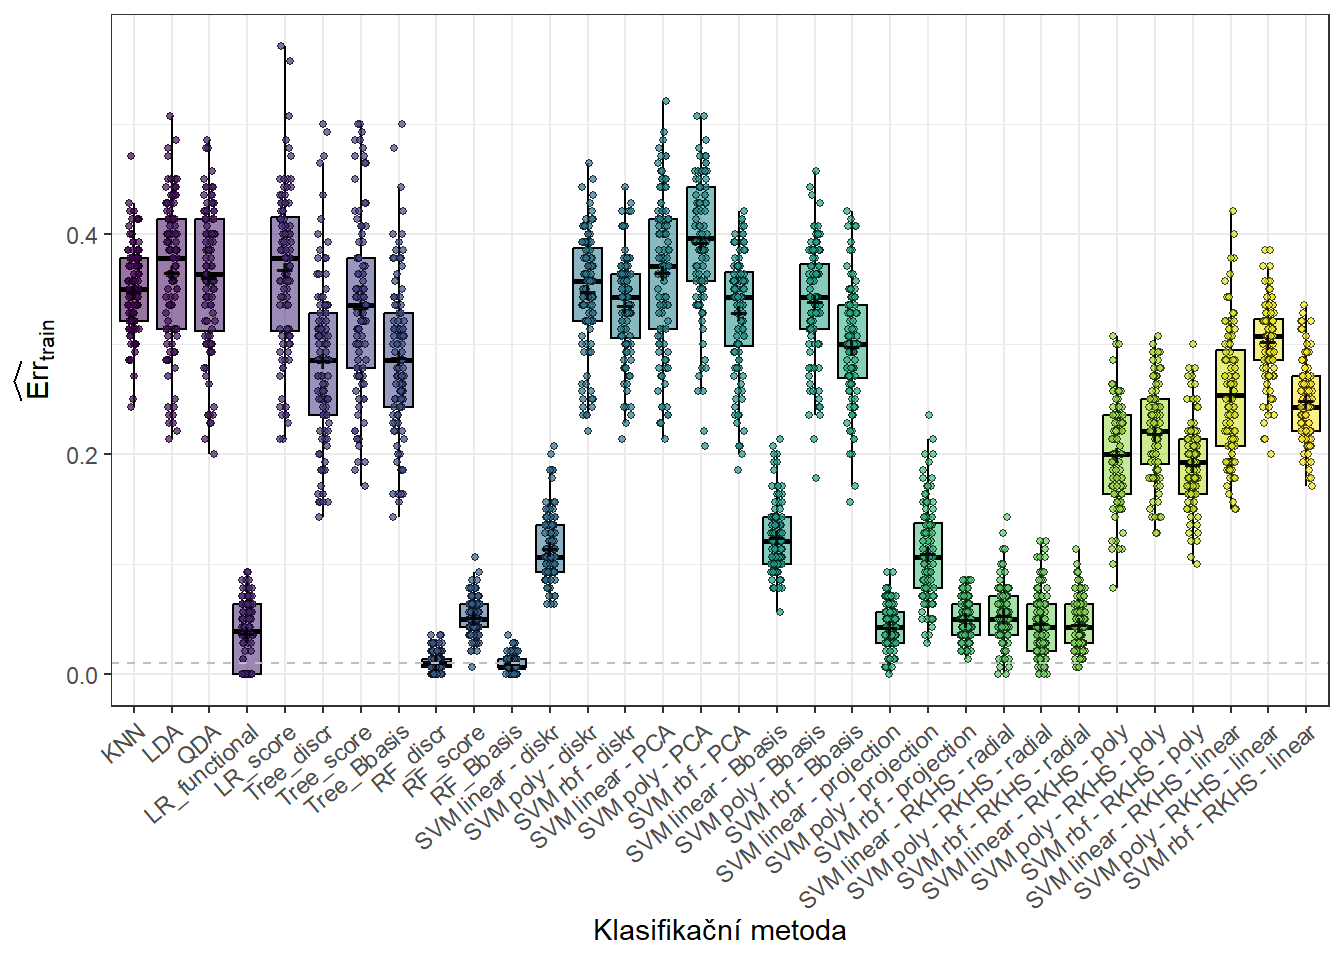 Êrr train
0.4
0.2
0.0
KNN
LDA
QDA
LR_functional
LR_score
Tree_discr
Tree_score
Tree_Bbasis
RF_discr
RF_score
RF_Bbasis
SVM linear - diskr
SVM poly - diskr
SVM rbf - diskr
SVM linear - PCA
SVM poly - PCA
SVM rbf - PCA
SVM linear - Bbasis
SVM poly - Bbasis
SVM rbf - Bbasis
SVM linear - projection
SVM poly - projection
SVM rbf - projection
SVM linear - RKHS - radial
SVM poly - RKHS - radial
SVM rbf - RKHS - radial
SVM linear - RKHS - poly
SVM poly - RKHS - poly
SVM rbf - RKHS - poly
SVM linear - RKHS - linear
SVM poly - RKHS - linear
SVM rbf - RKHS - linear
Klasifikační metoda